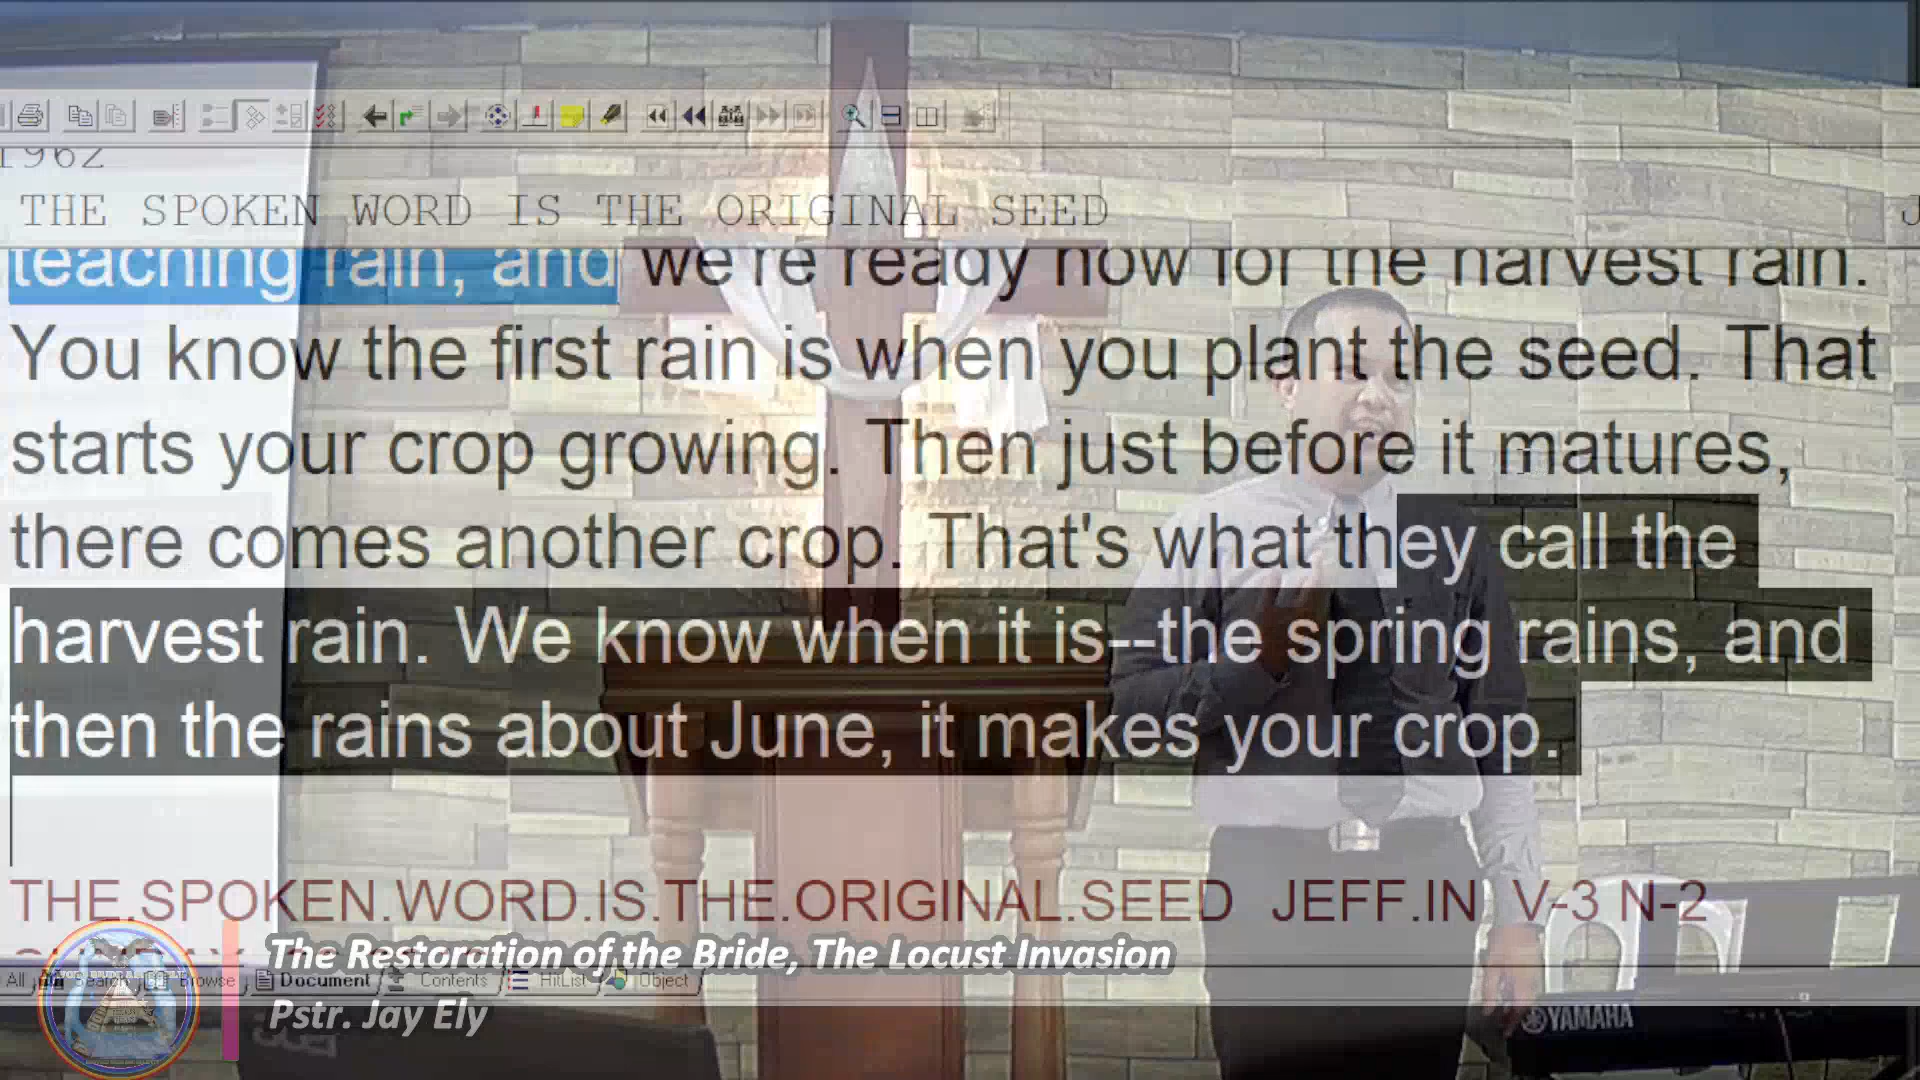 1962
THE SPOKEN WORD IS THE ORIGINAL SEED J
teaching rain, and we're ready now for the harvest rain.
You know the first rain is when you plant the seed. That
starts your crop growing. Then just before it matures,
there comes another crop. That's what they call the
harvest rain. We know when it is--the spring rains, and
then the rains about June, it makes your crop.
THE.SPOKEN.WORD.IS.THE.ORIGINAL.SEED JEFF.IN V-3 N-2
The Restoration of the Bride, The Locust Invasion
All Search Browse Document Contents HitList Object
Pstr. Jay Ely
YAMAHA